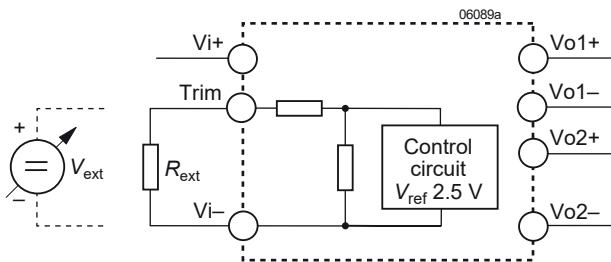 06089a
Vi+
Vo1+
Trim
Vo1–
Vo2+
+
Vext
–
Rext
Control
circuit
Vref 2.5 V
Vi–
Vo2–